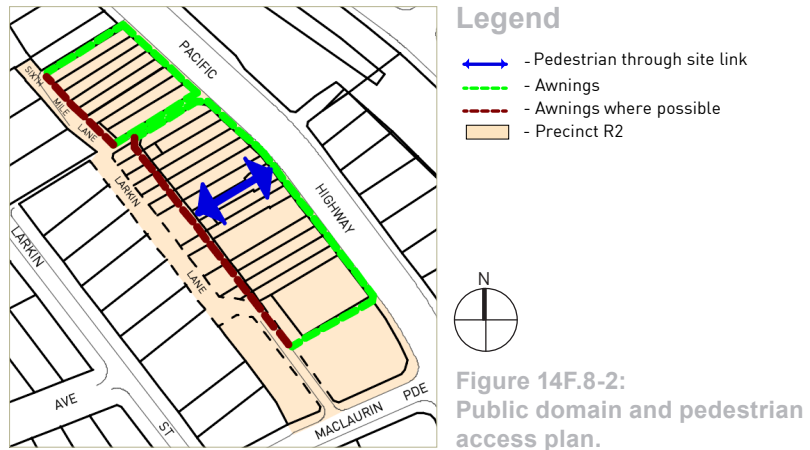 PACIFIC
HIGHWAY
SIXTH
MILE
LANE
LARKIN
LANE
LARKIN
ST
AVE
MACLAURIN
PDE
Legend
- Pedestrian through site link
- Awnings
- Awnings where possible
- Precinct R2
N
Figure 14F.8-2:
Public domain and pedestrian
access plan.